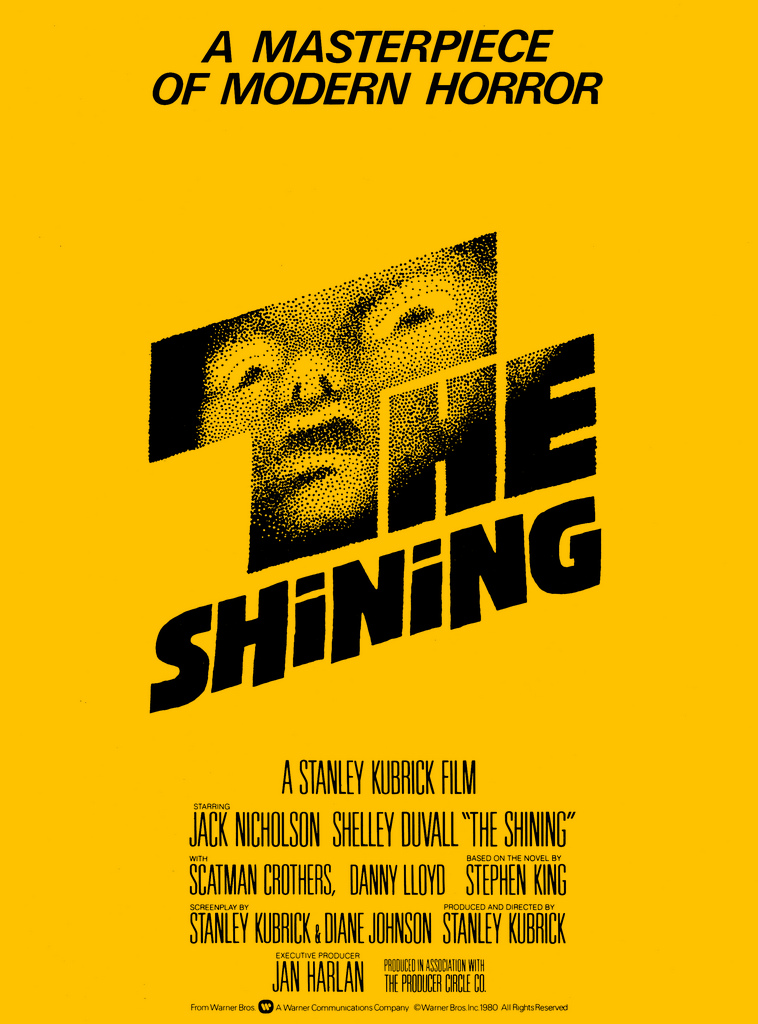 A MASTERPIECE
OF MODERN HORROR
THE
SHiNiNG
A STANLEY KUBRICK FILM
STARRING
JACK NICHOLSON SHELLEY DUVALL "THE SHINING"
WITH BASED ON THE NOVEL BY
SCATMAN CROTHERS, DANNY LLOYD STEPHEN KING
SCREENPLAY BY PRODUCED AND DIRECTED BY
STANLEY KUBRICK & DIANE JOHNSON STANLEY KUBRICK
EXECUTIVE PRODUCER PRODUCED IN ASSOCIATION WITH
JAN HARLAN THE PRODUCER CIRCLE CO.
From Warner Bros. W A Warner Communications Company ©Warner Bros. Inc 1980 All Rights Reserved